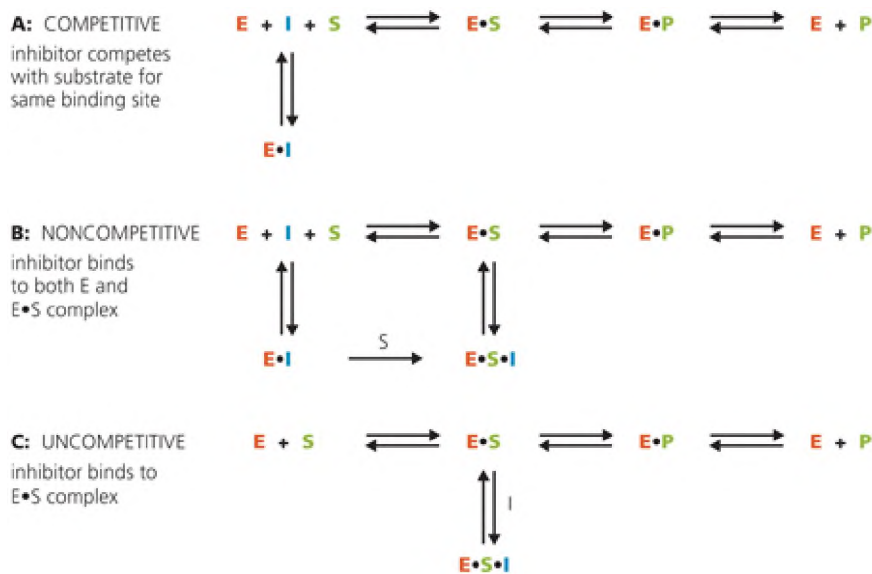 A: COMPETITIVE E + I + S E•S E•P E + P
inhibitor competes
with substrate for
same binding site
E•I
B: NONCOMPETITIVE E + I + S E•S E•P E + P
inhibitor binds
to both E and
E•S complex
E•I S E•S•I
C: UNCOMPETITIVE E + S E•S E•P E + P
inhibitor binds to
E•S complex
I
E•S•I